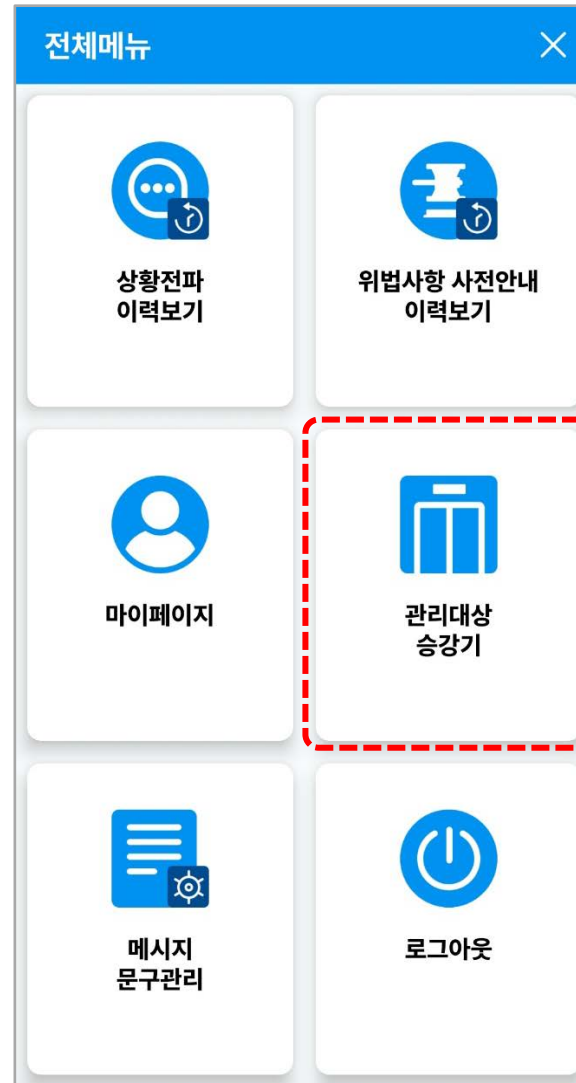 전체메뉴
상황전파
이력보기
위법사항 사전안내
이력보기
마이페이지
관리대상
승강기
메시지
문구관리
로그아웃